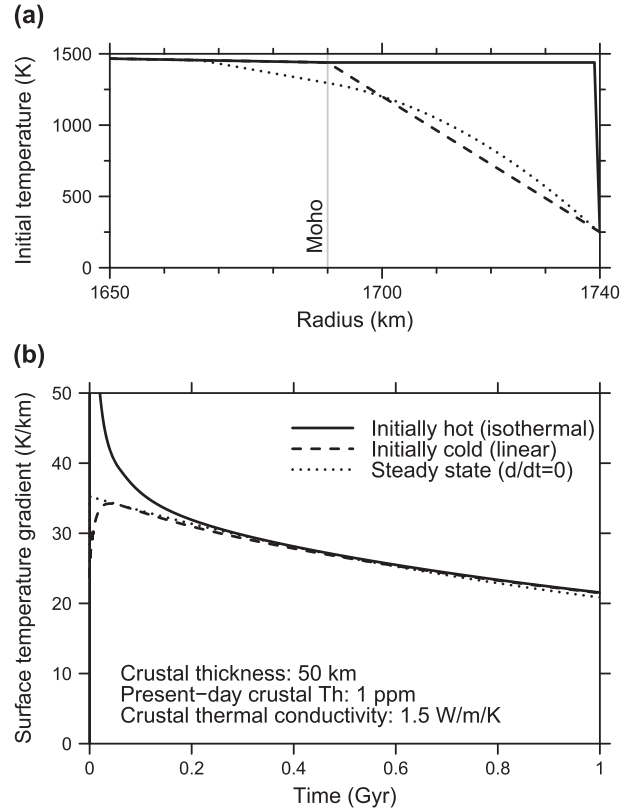 (a)
1500
1000
500
0
Initial temperature (K)
Moho
1650
1700
1740
Radius (km)
(b)
50
40
30
20
10
0
Surface temperature gradient (K/km)
Initially hot (isothermal)
Initially cold (linear)
Steady state (d/dt=0)
Crustal thickness: 50 km
Present−day crustal Th: 1 ppm
Crustal thermal conductivity: 1.5 W/m/K
0
0.2
0.4
0.6
0.8
1
Time (Gyr)